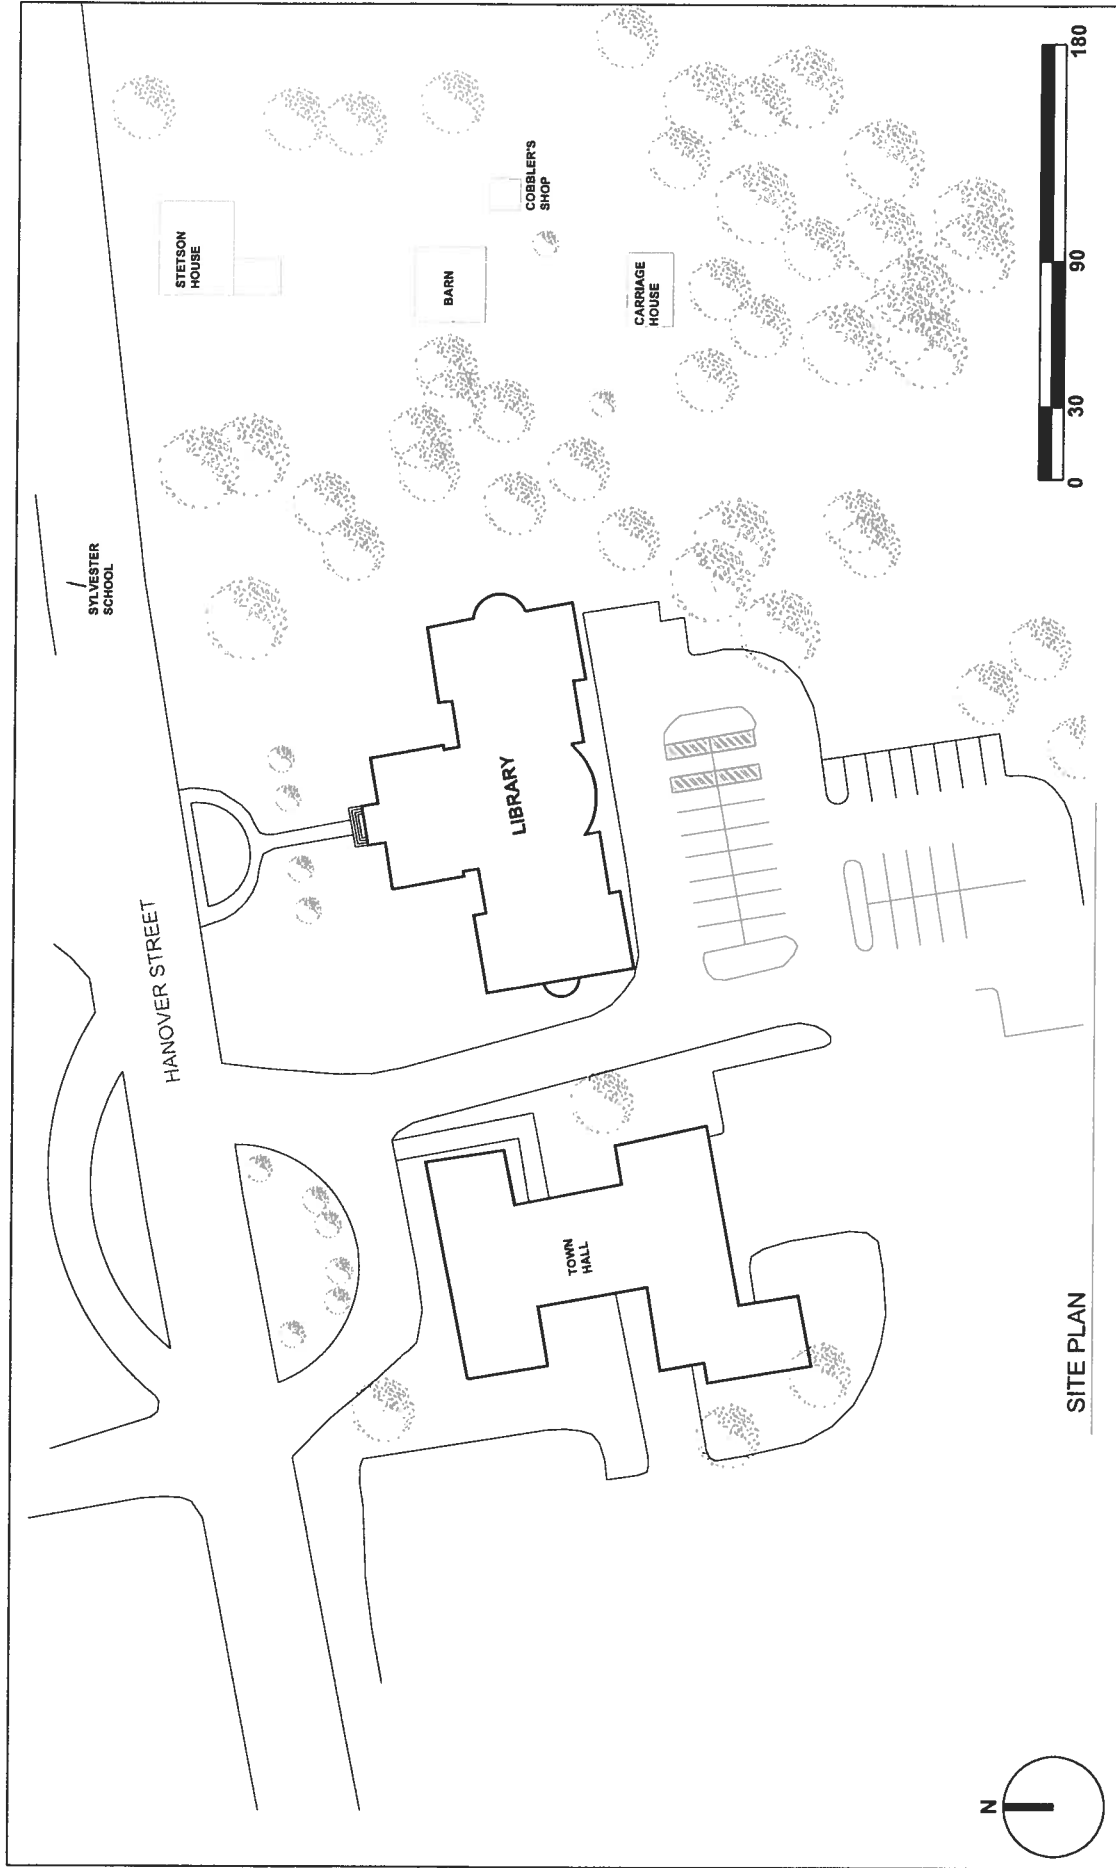 SYLVESTER
SCHOOL
STETSON
HOUSE
HANOVER STREET
BARN
COBBLER'S
SHOP
LIBRARY
CARRIAGE
HOUSE
TOWN
HALL
SITE PLAN
N
0 30 90 180